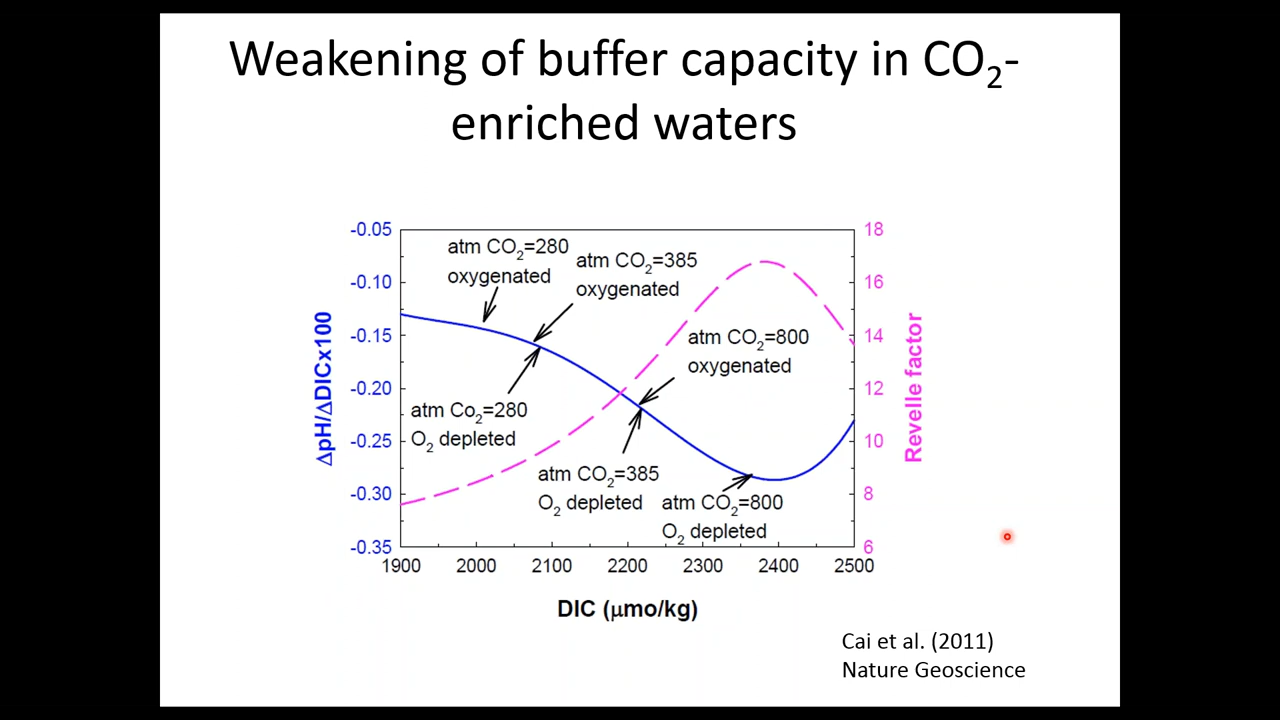 Weakening of buffer capacity in CO₂-
enriched waters
-0.05
-0.10
-0.15
-0.20
-0.25
-0.30
-0.35
ΔpH/ΔDICx100
atm CO₂=280
oxygenated
atm CO₂=385
oxygenated
atm CO₂=800
oxygenated
atm Co₂=280
O₂ depleted
atm CO₂=385
O₂ depleted
atm CO₂=800
O₂ depleted
18
16
14
12
10
8
6
Revelle factor
1900 2000 2100 2200 2300 2400 2500
DIC (μmo/kg)
Cai et al. (2011)
Nature Geoscience